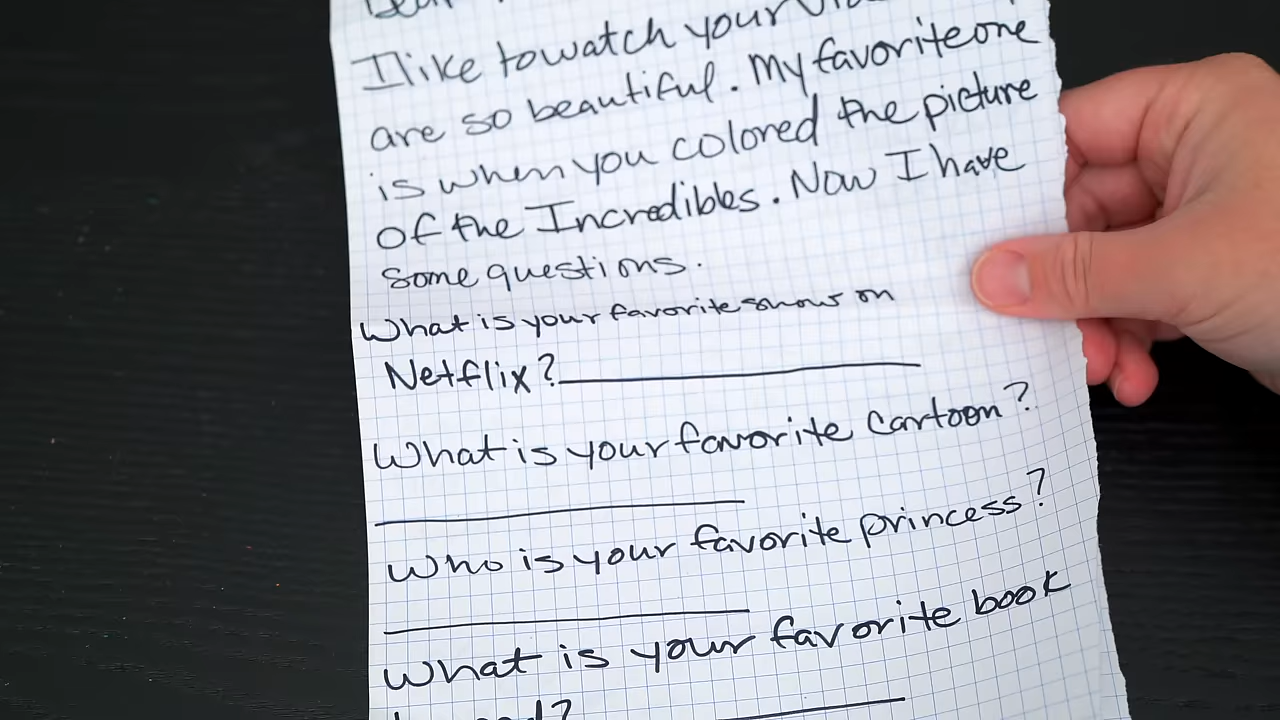 I like to watch your
are so beautiful. My favorite one
is when you colored the picture
of the Incredibles. Now I have
some questions.
What is your favorite show on
Netflix?
What is your favorite cartoon?
Who is your favorite princess?
What is your favorite book